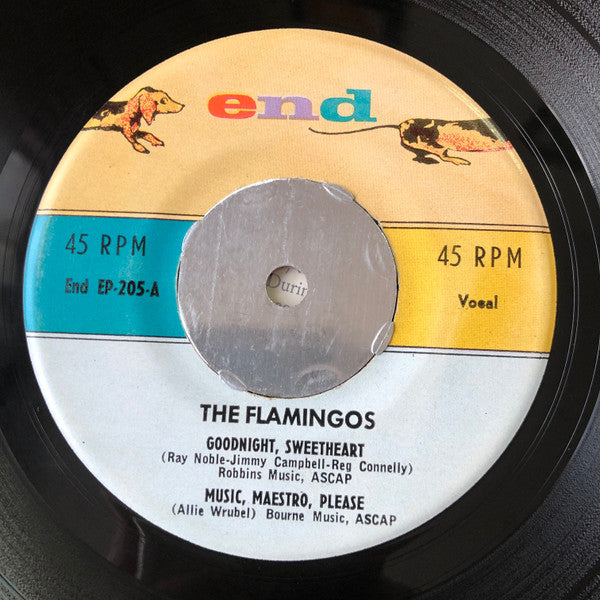 end
45 RPM
End EP-205-A
45 RPM
Vocal
Durin
THE FLAMINGOS
GOODNIGHT, SWEETHEART
(Ray Noble-Jimmy Campbell-Reg Connelly)
Robbins Music, ASCAP
MUSIC, MAESTRO, PLEASE
(Allie Wrubel) Bourne Music, ASCAP